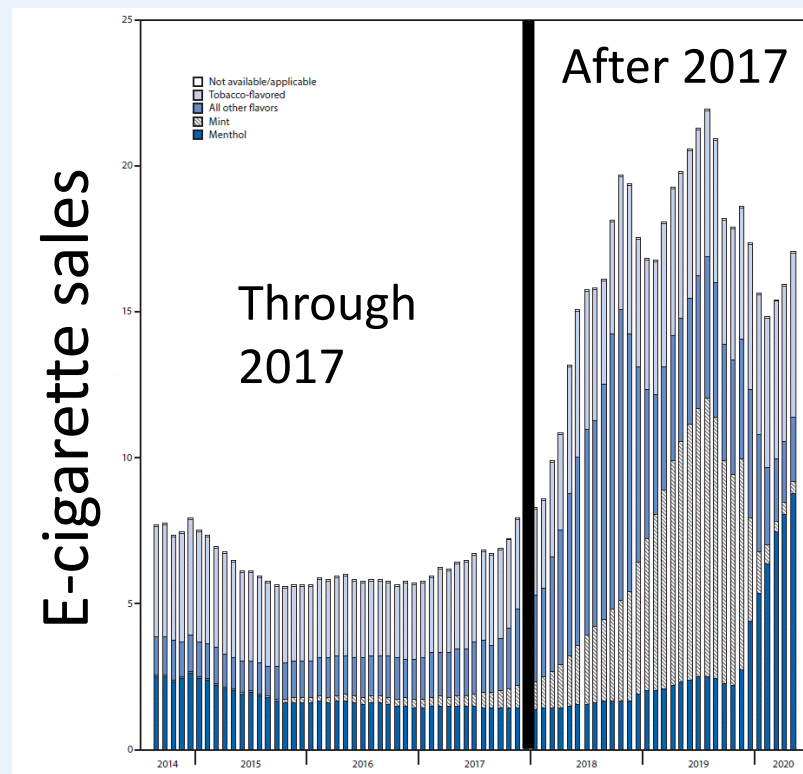 E-cigarette sales
25
20
15
10
5
0
Not available/applicable
Tobacco-flavored
All other flavors
Mint
Menthol
Through
2017
After 2017
2014
2015
2016
2017
2018
2019
2020